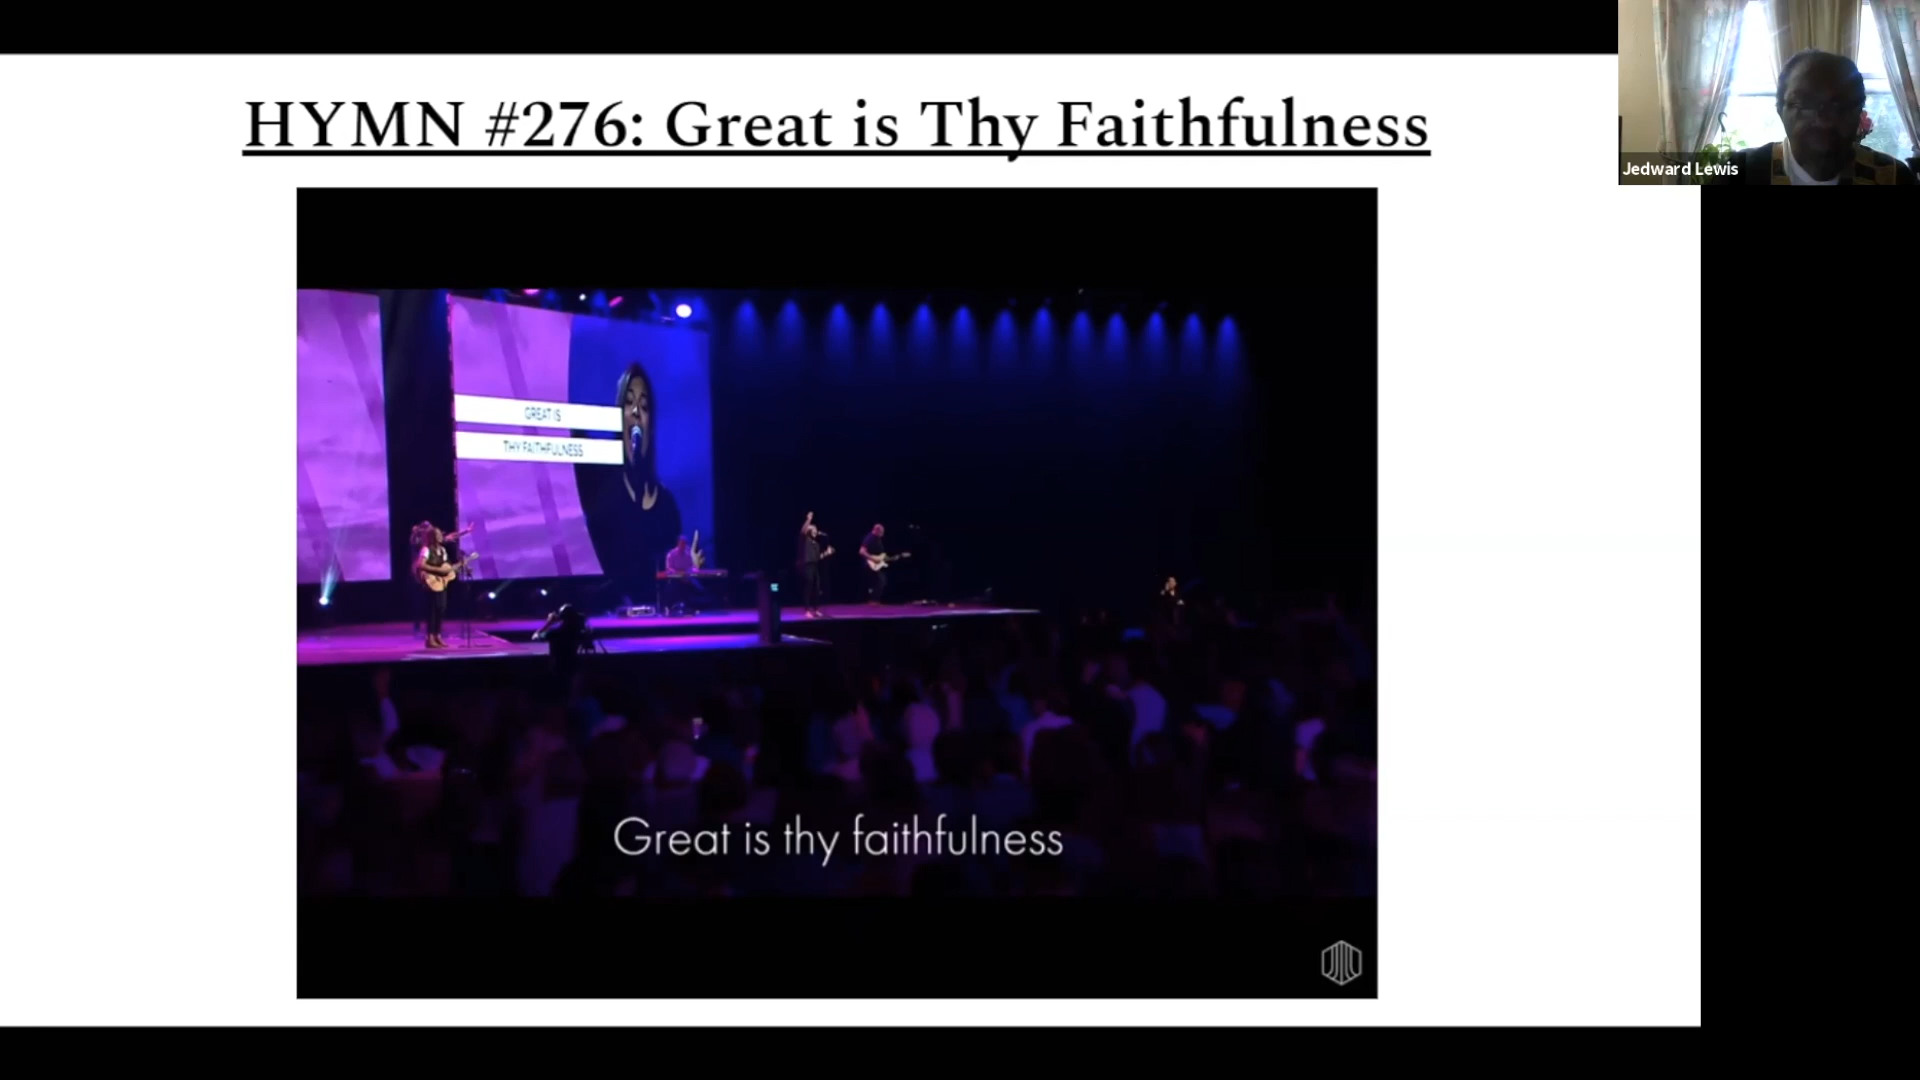 HYMN #276: Great is Thy Faithfulness
Jedward Lewis
GREAT IS
THY FAITHFULNESS
Great is thy faithfulness